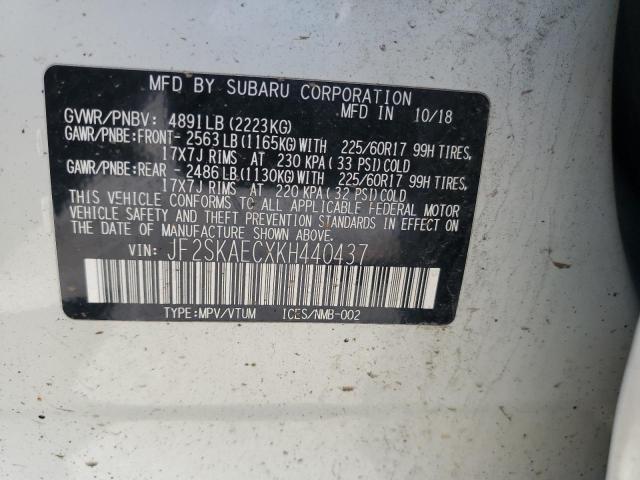 MFD BY SUBARU CORPORATION
MFD IN 10/18
GVWR/PNBV: 4891LB(2223KG)
GAWR/PNBE:FRONT- 2563LB(1165KG)WITH 225/60R17 99H TIRES,
17X7J RIMS AT 230 KPA(33 PSI)COLD
GAWR/PNBE:REAR - 2486LB(1130KG)WITH 225/60R17 99H TIRES,
17X7J RIMS AT 220 KPA(32 PSI)COLD
THIS VEHICLE CONFORMS TO ALL APPLICABLE FEDERAL MOTOR
VEHICLE SAFETY AND THEFT PREVENTION STANDARDS IN EFFECT ON
THE DATE OF MANUFACTURE SHOWN ABOVE.
VIN: JF2SKAECXKH440437
TYPE:MPV/VTUM ICES/NMB-002